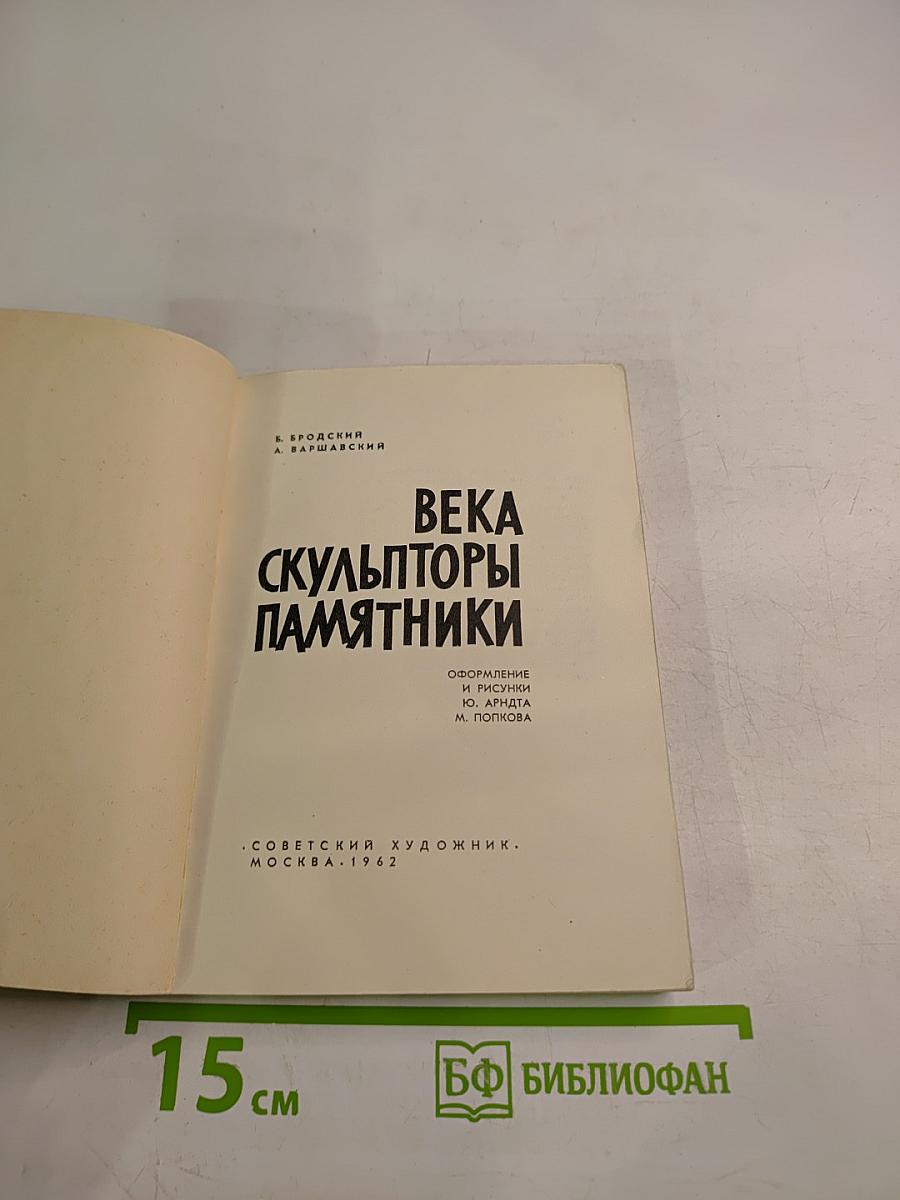 Б. БРОДСКИЙ
А. ВАРШАВСКИЙ
ВЕКА
СКУЛЬПТОРЫ
ПАМЯТНИКИ
ОФОРМЛЕНИЕ
И РИСУНКИ
Ю. АРНДТА
М. ПОПКОВА
•СОВЕТСКИЙ ХУДОЖНИК•
МОСКВА•1962
15 см
БФ БИБЛИОФАН